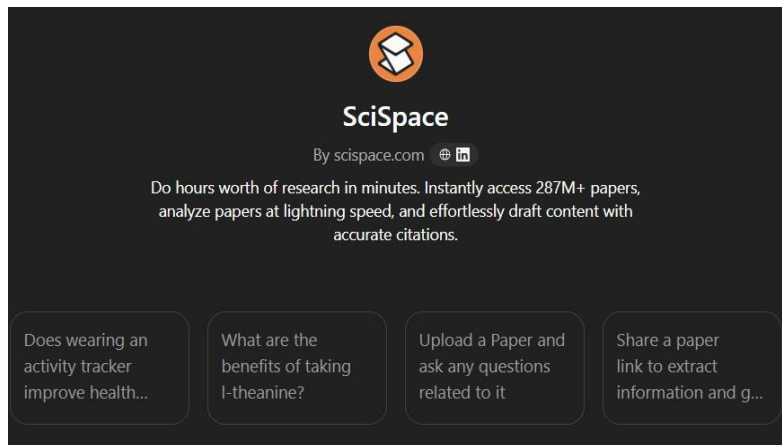 SciSpace
By scispace.com in
Do hours worth of research in minutes. Instantly access 287M+ papers,
analyze papers at lightning speed, and effortlessly draft content with
accurate citations.
Does wearing an
activity tracker
improve health...
What are the
benefits of taking
l-theanine?
Upload a Paper and
ask any questions
related to it
Share a paper
link to extract
information and g...